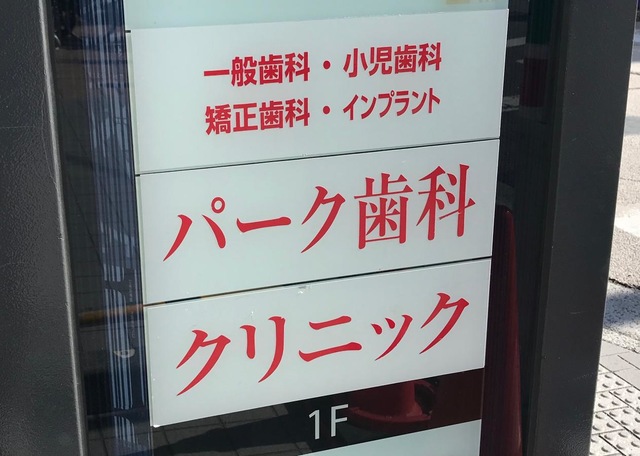 一般歯科・小児歯科
矯正歯科・インプラント
パーク歯科
クリニック
1F